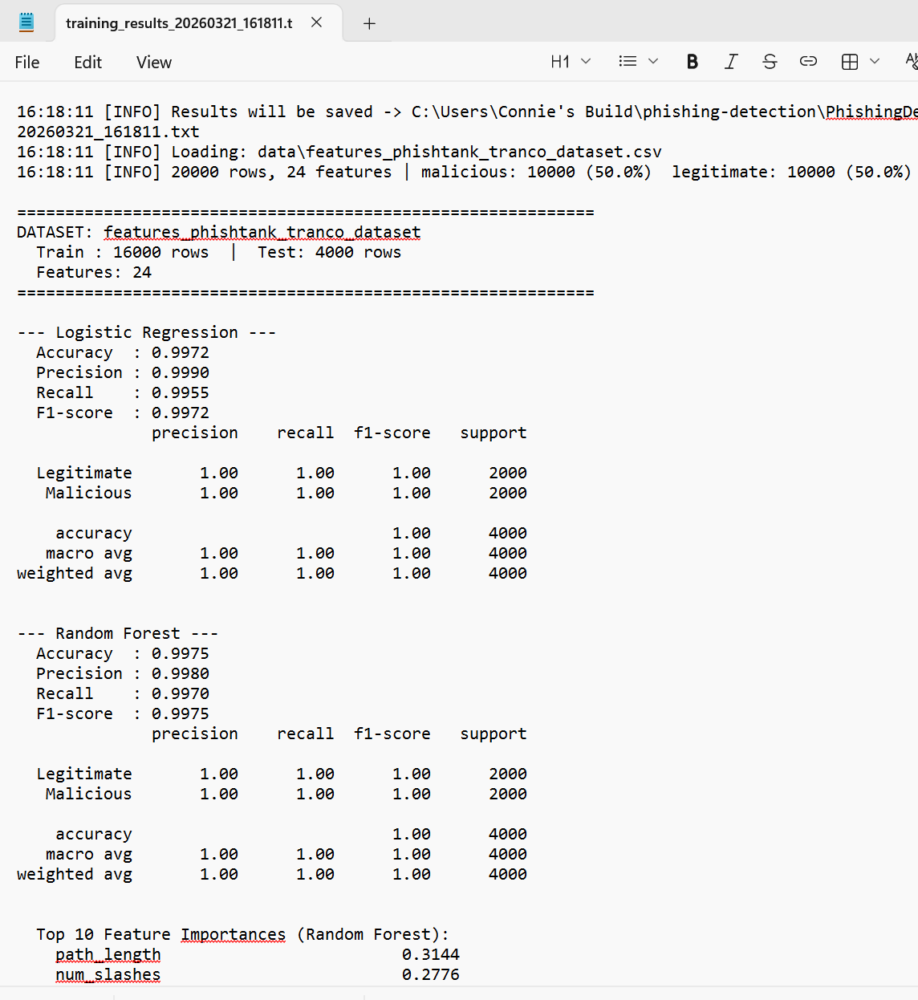 training_results_20260321_161811.t
File Edit View H1
16:18:11 [INFO] Results will be saved -> C:\Users\Connie's Build\phishing-detection\PhishingDe
20260321_161811.txt
16:18:11 [INFO] Loading: data\features_phishtank_tranco_dataset.csv
16:18:11 [INFO] 20000 rows, 24 features | malicious: 10000 (50.0%)  legitimate: 10000 (50.0%)
============================================================
DATASET: features_phishtank_tranco_dataset
  Train : 16000 rows  |  Test: 4000 rows
  Features: 24
============================================================
--- Logistic Regression ---
  Accuracy  : 0.9972
  Precision : 0.9990
  Recall    : 0.9955
  F1-score  : 0.9972
              precision    recall  f1-score   support
  Legitimate       1.00      1.00      1.00      2000
   Malicious       1.00      1.00      1.00      2000
    accuracy                           1.00      4000
   macro avg       1.00      1.00      1.00      4000
weighted avg       1.00      1.00      1.00      4000
--- Random Forest ---
  Accuracy  : 0.9975
  Precision : 0.9980
  Recall    : 0.9970
  F1-score  : 0.9975
              precision    recall  f1-score   support
  Legitimate       1.00      1.00      1.00      2000
   Malicious       1.00      1.00      1.00      2000
    accuracy                           1.00      4000
   macro avg       1.00      1.00      1.00      4000
weighted avg       1.00      1.00      1.00      4000
  Top 10 Feature Importances (Random Forest):
    path_length                         0.3144
    num_slashes                         0.2776